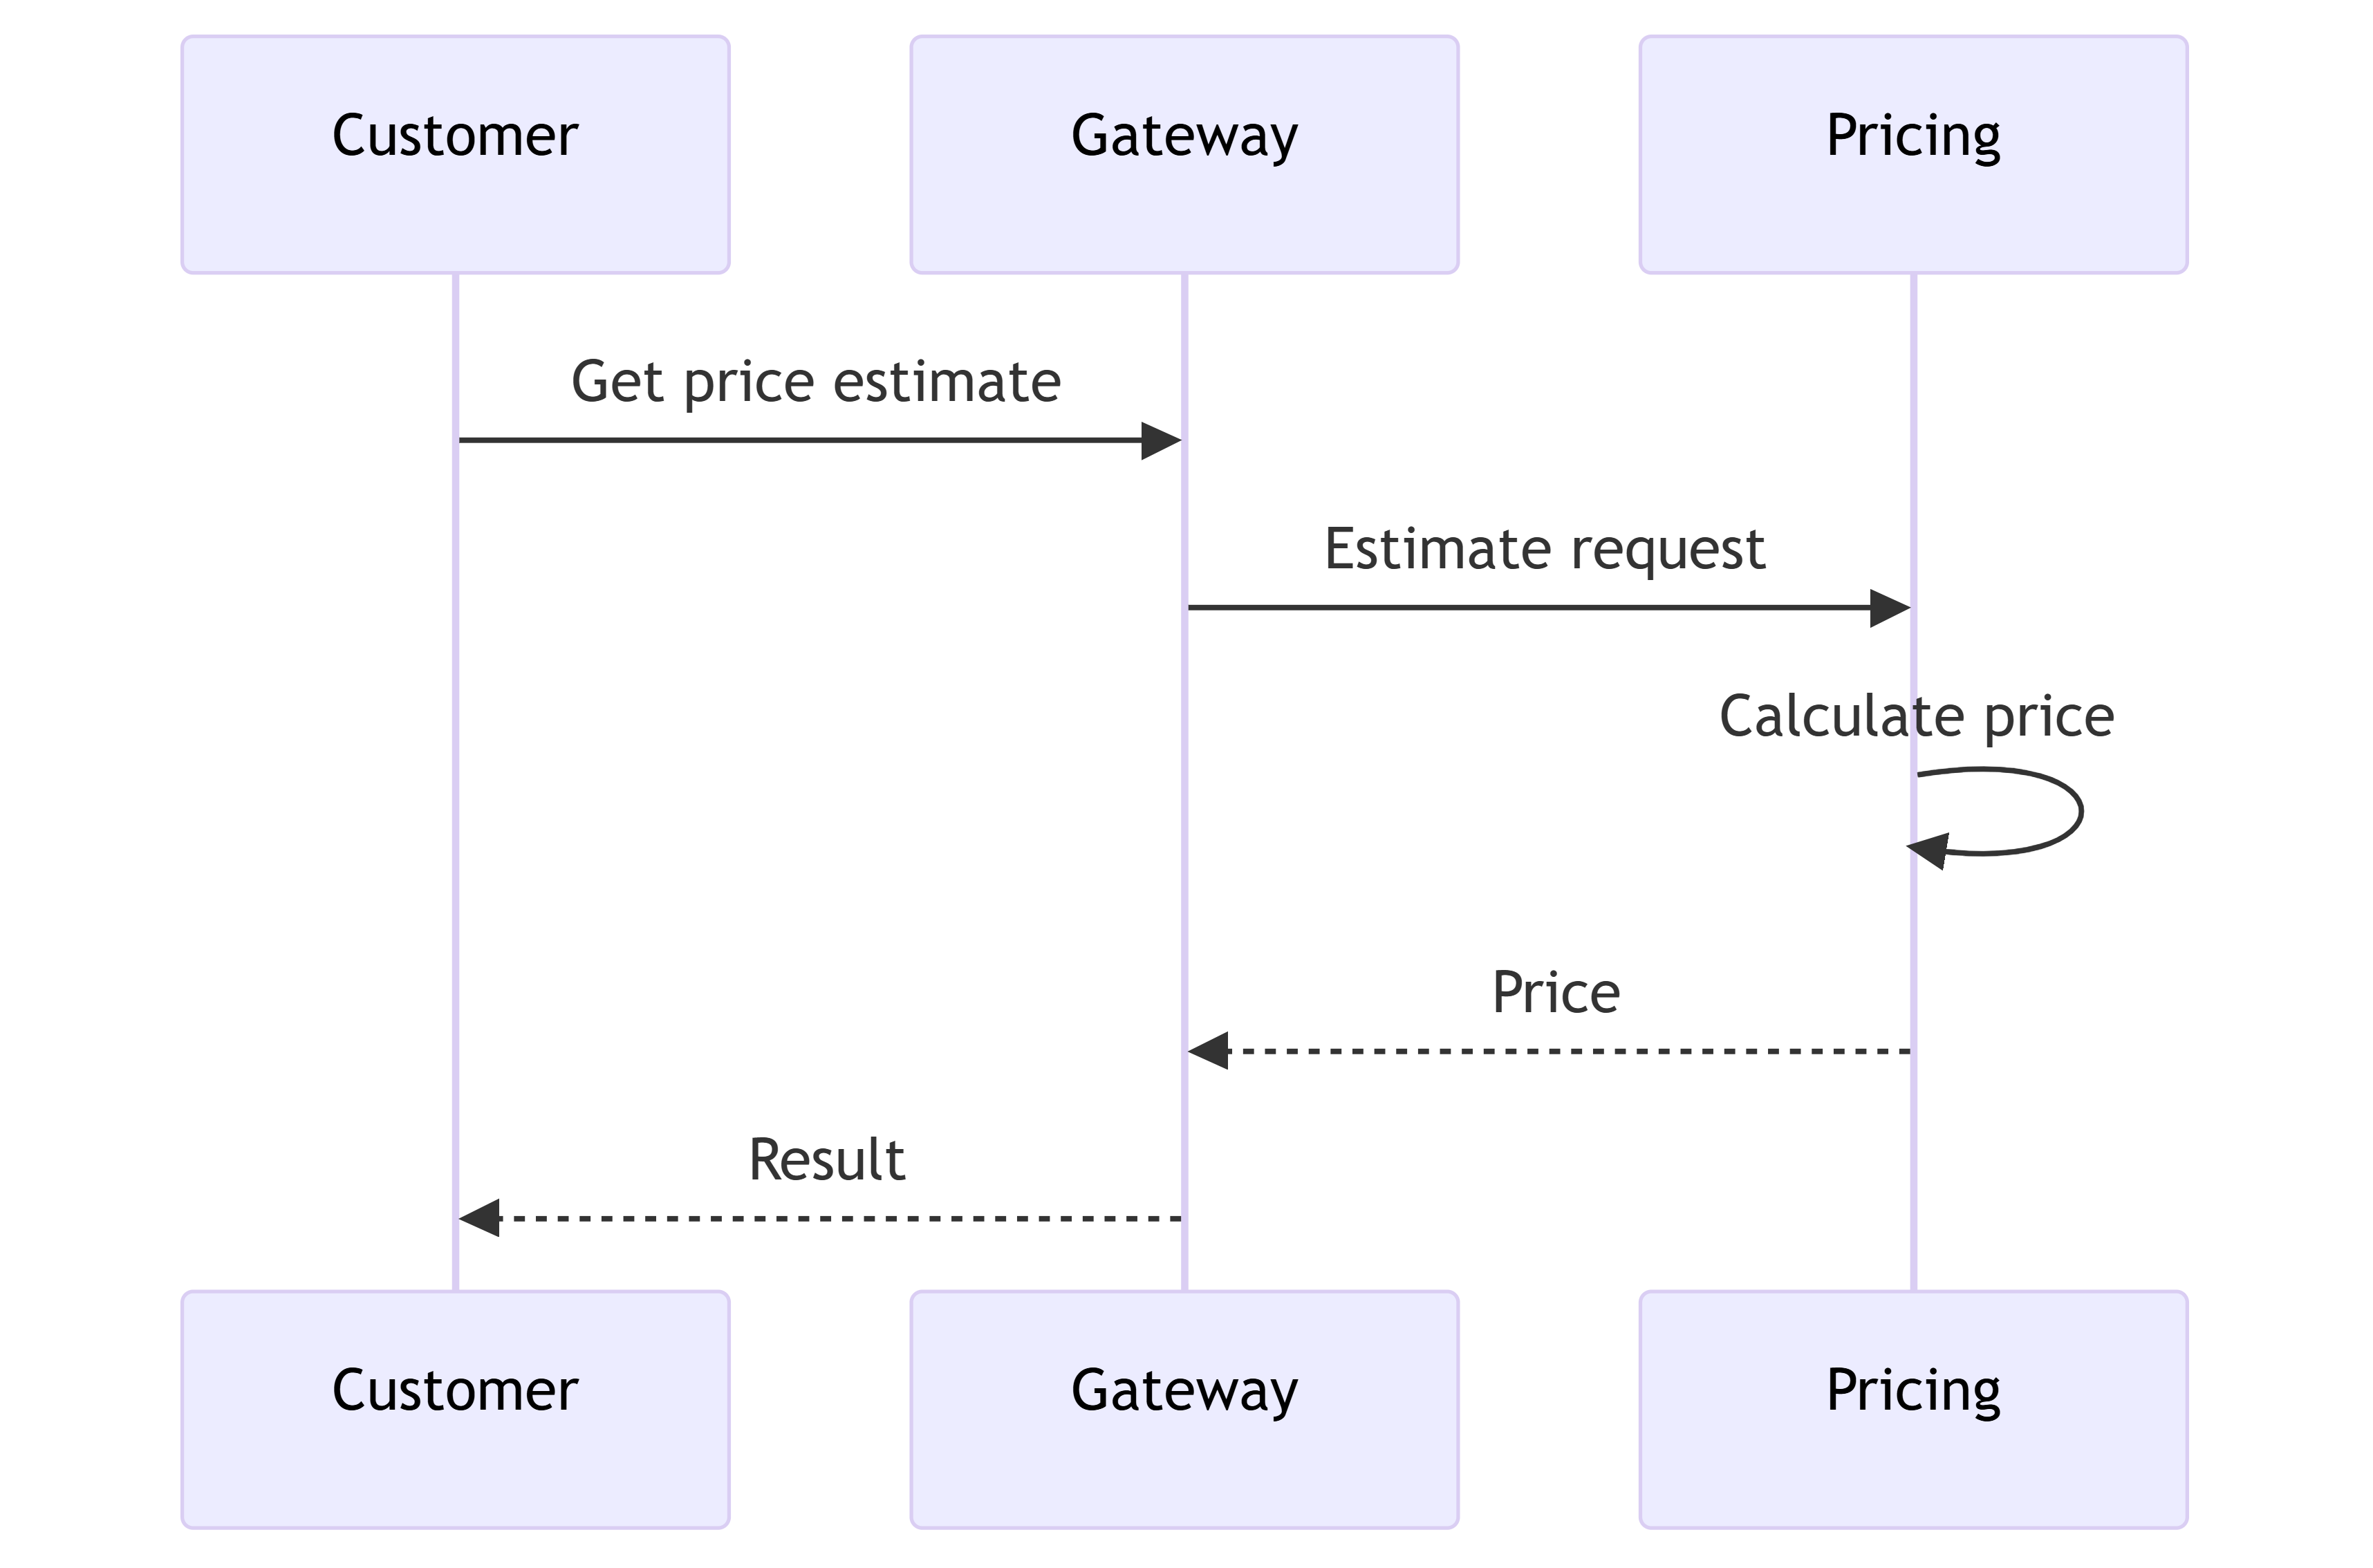 Customer
Gateway
Pricing
Get price estimate
Estimate request
Calculate price
Price
Result
Customer
Gateway
Pricing